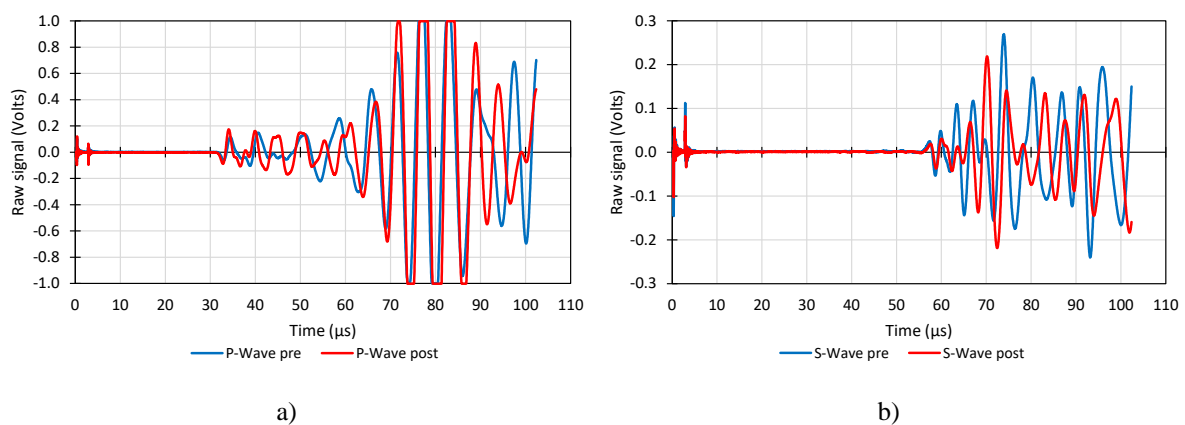 Raw signal (Volts)
1.0
0.8
0.6
0.4
0.2
0.0
-0.2
-0.4
-0.6
-0.8
-1.0
0 10 20 30 40 50 60 70 80 90 100 110
Time (µs)
P-Wave pre P-Wave post
a)
Raw signal (Volts)
0.3
0.2
0.1
0.0
-0.1
-0.2
-0.3
0 10 20 30 40 50 60 70 80 90 100 110
Time (µs)
S-Wave pre S-Wave post
b)